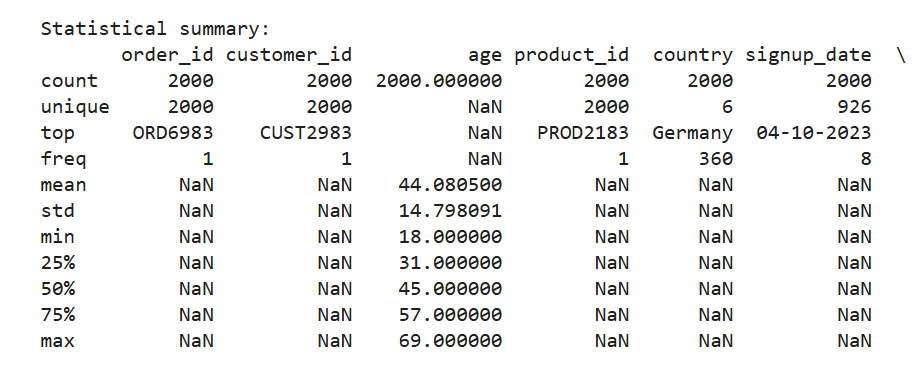 Statistical summary:
order_id customer_id age product_id country signup_date \
count 2000 2000 2000.000000 2000 2000 2000
unique 2000 2000 NaN 2000 6 926
top ORD6983 CUST2983 NaN PROD2183 Germany 04-10-2023
freq 1 1 NaN 1 360 8
mean NaN NaN 44.080500 NaN NaN NaN
std NaN NaN 14.798091 NaN NaN NaN
min NaN NaN 18.000000 NaN NaN NaN
25% NaN NaN 31.000000 NaN NaN NaN
50% NaN NaN 45.000000 NaN NaN NaN
75% NaN NaN 57.000000 NaN NaN NaN
max NaN NaN 69.000000 NaN NaN NaN